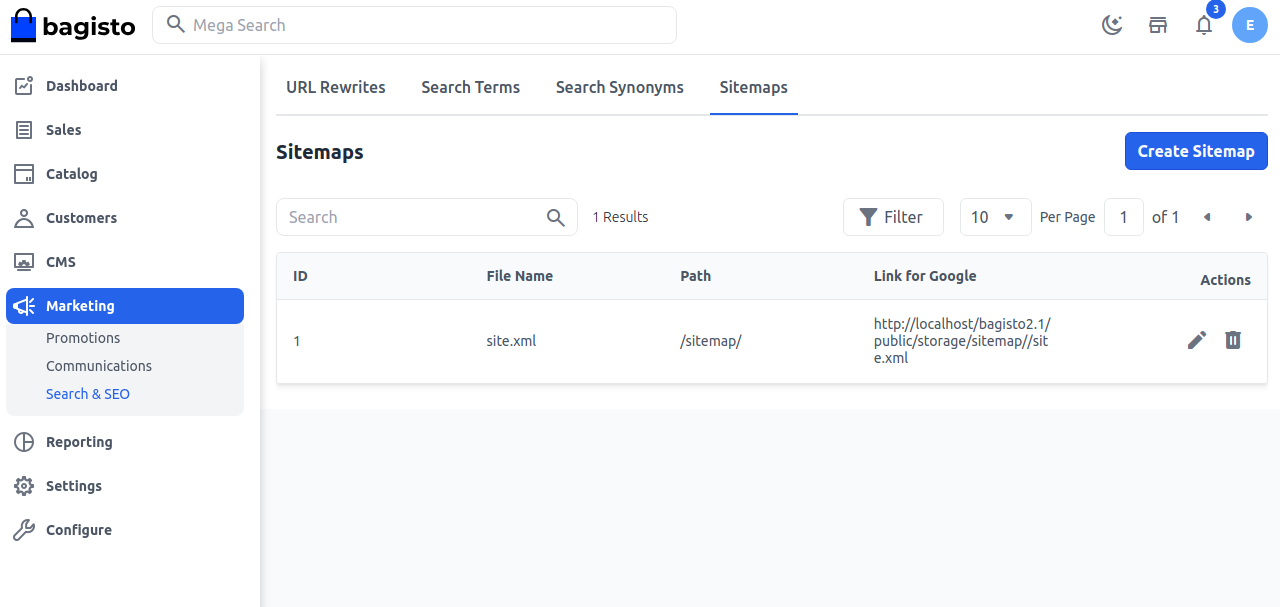 bagisto
Mega Search
3
E
Dashboard
Sales
Catalog
Customers
CMS
Marketing
Promotions
Communications
Search & SEO
Reporting
Settings
Configure
URL Rewrites Search Terms Search Synonyms Sitemaps
Sitemaps
Create Sitemap
Search
1 Results
Filter
10
Per Page
1
of 1
ID File Name Path Link for Google Actions
1 site.xml /sitemap/ http://localhost/bagisto2.1/
public/storage/sitemap//sit
e.xml